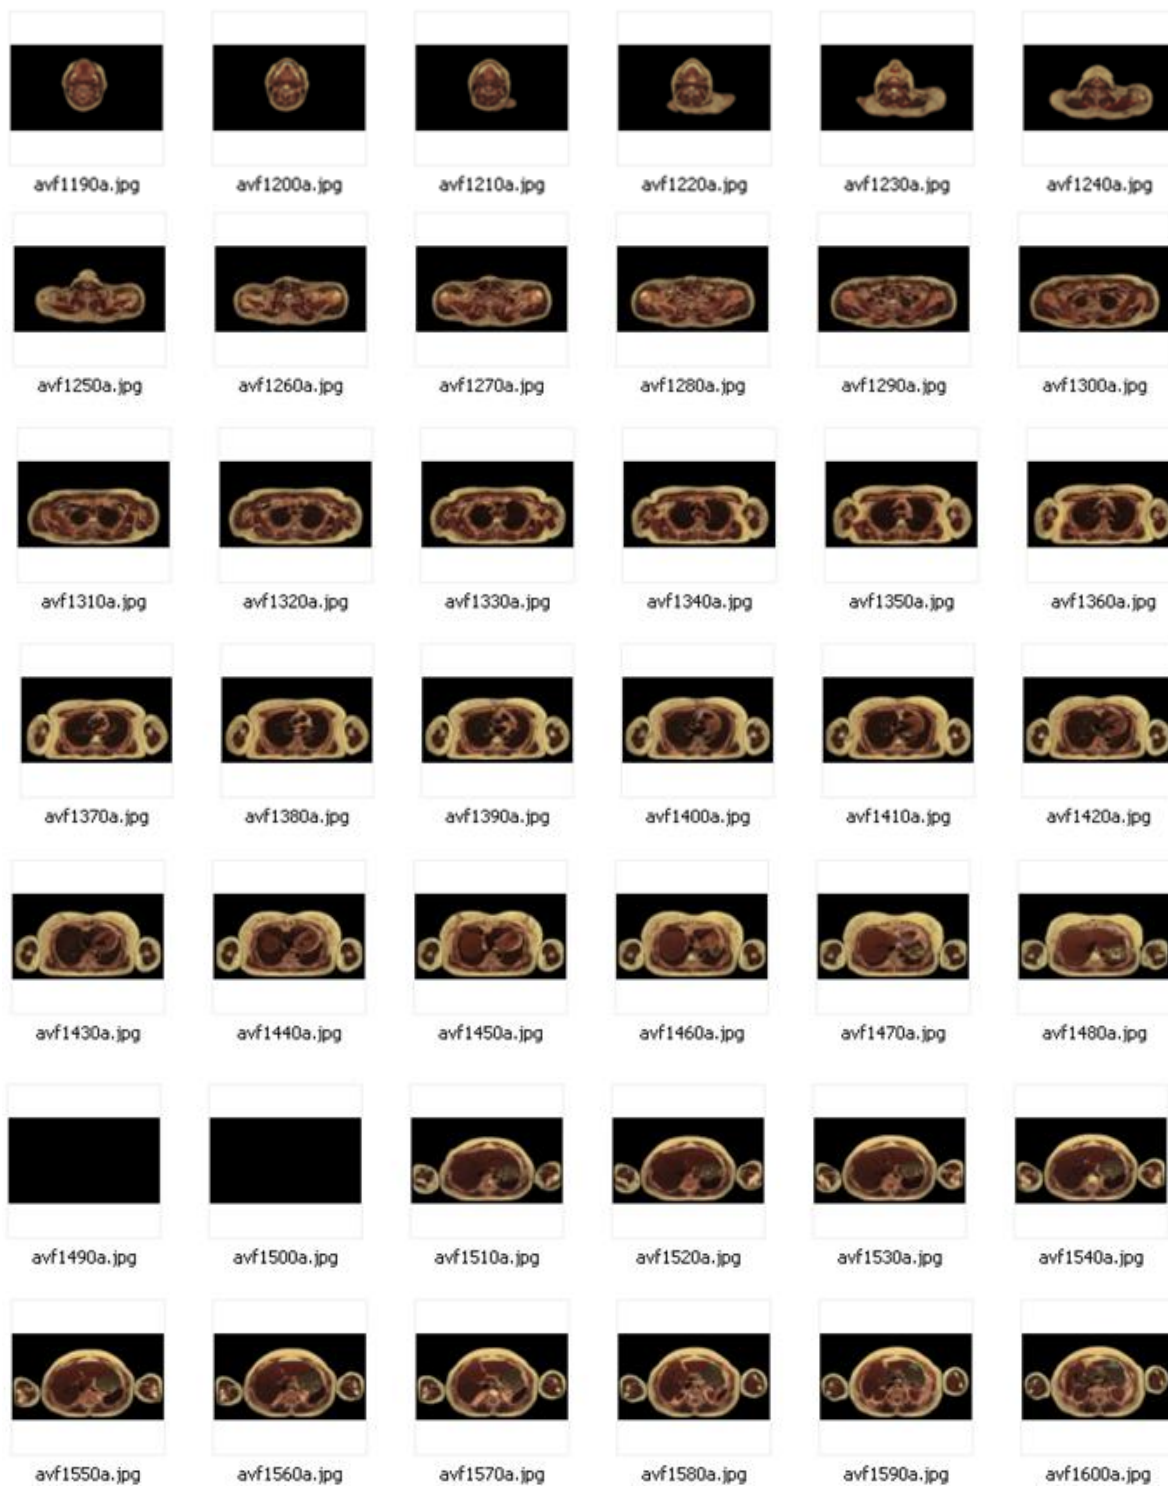 avf1190a.jpg avf1200a.jpg avf1210a.jpg avf1220a.jpg avf1230a.jpg avf1240a.jpg
avf1250a.jpg avf1260a.jpg avf1270a.jpg avf1280a.jpg avf1290a.jpg avf1300a.jpg
avf1310a.jpg avf1320a.jpg avf1330a.jpg avf1340a.jpg avf1350a.jpg avf1360a.jpg
avf1370a.jpg avf1380a.jpg avf1390a.jpg avf1400a.jpg avf1410a.jpg avf1420a.jpg
avf1430a.jpg avf1440a.jpg avf1450a.jpg avf1460a.jpg avf1470a.jpg avf1480a.jpg
avf1490a.jpg avf1500a.jpg avf1510a.jpg avf1520a.jpg avf1530a.jpg avf1540a.jpg
avf1550a.jpg avf1560a.jpg avf1570a.jpg avf1580a.jpg avf1590a.jpg avf1600a.jpg